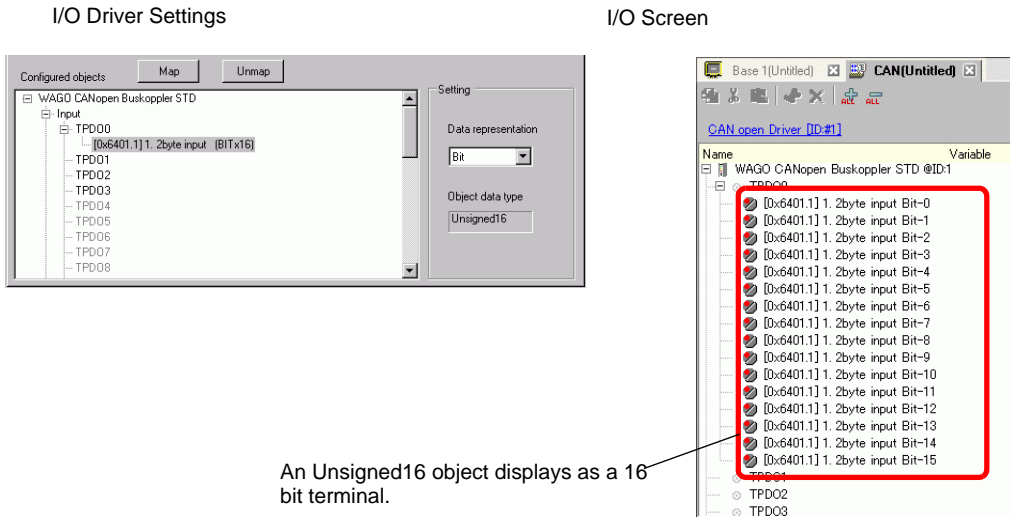 I/O Driver Settings
I/O Screen
Configured objects
Map
Unmap
WAGO CANopen Buskoppler STD
Input
TPDO0
[0x6401.1] 1. 2byte input (BITx16)
TPDO1
TPDO2
TPDO3
TPDO4
TPDO5
TPDO6
TPDO7
TPDO8
Setting
Data representation
Bit
Object data type
Unsigned16
Base 1(Untitled)
CAN(Untitled)
ALL
ALL
CAN open Driver [ID:#1]
Name
Variable
WAGO CANopen Buskoppler STD @ID:1
TPDO0
[0x6401.1] 1. 2byte input Bit-0
[0x6401.1] 1. 2byte input Bit-1
[0x6401.1] 1. 2byte input Bit-2
[0x6401.1] 1. 2byte input Bit-3
[0x6401.1] 1. 2byte input Bit-4
[0x6401.1] 1. 2byte input Bit-5
[0x6401.1] 1. 2byte input Bit-6
[0x6401.1] 1. 2byte input Bit-7
[0x6401.1] 1. 2byte input Bit-8
[0x6401.1] 1. 2byte input Bit-9
[0x6401.1] 1. 2byte input Bit-10
[0x6401.1] 1. 2byte input Bit-11
[0x6401.1] 1. 2byte input Bit-12
[0x6401.1] 1. 2byte input Bit-13
[0x6401.1] 1. 2byte input Bit-14
[0x6401.1] 1. 2byte input Bit-15
TPDO1
TPDO2
TPDO3
An Unsigned16 object displays as a 16
bit terminal.